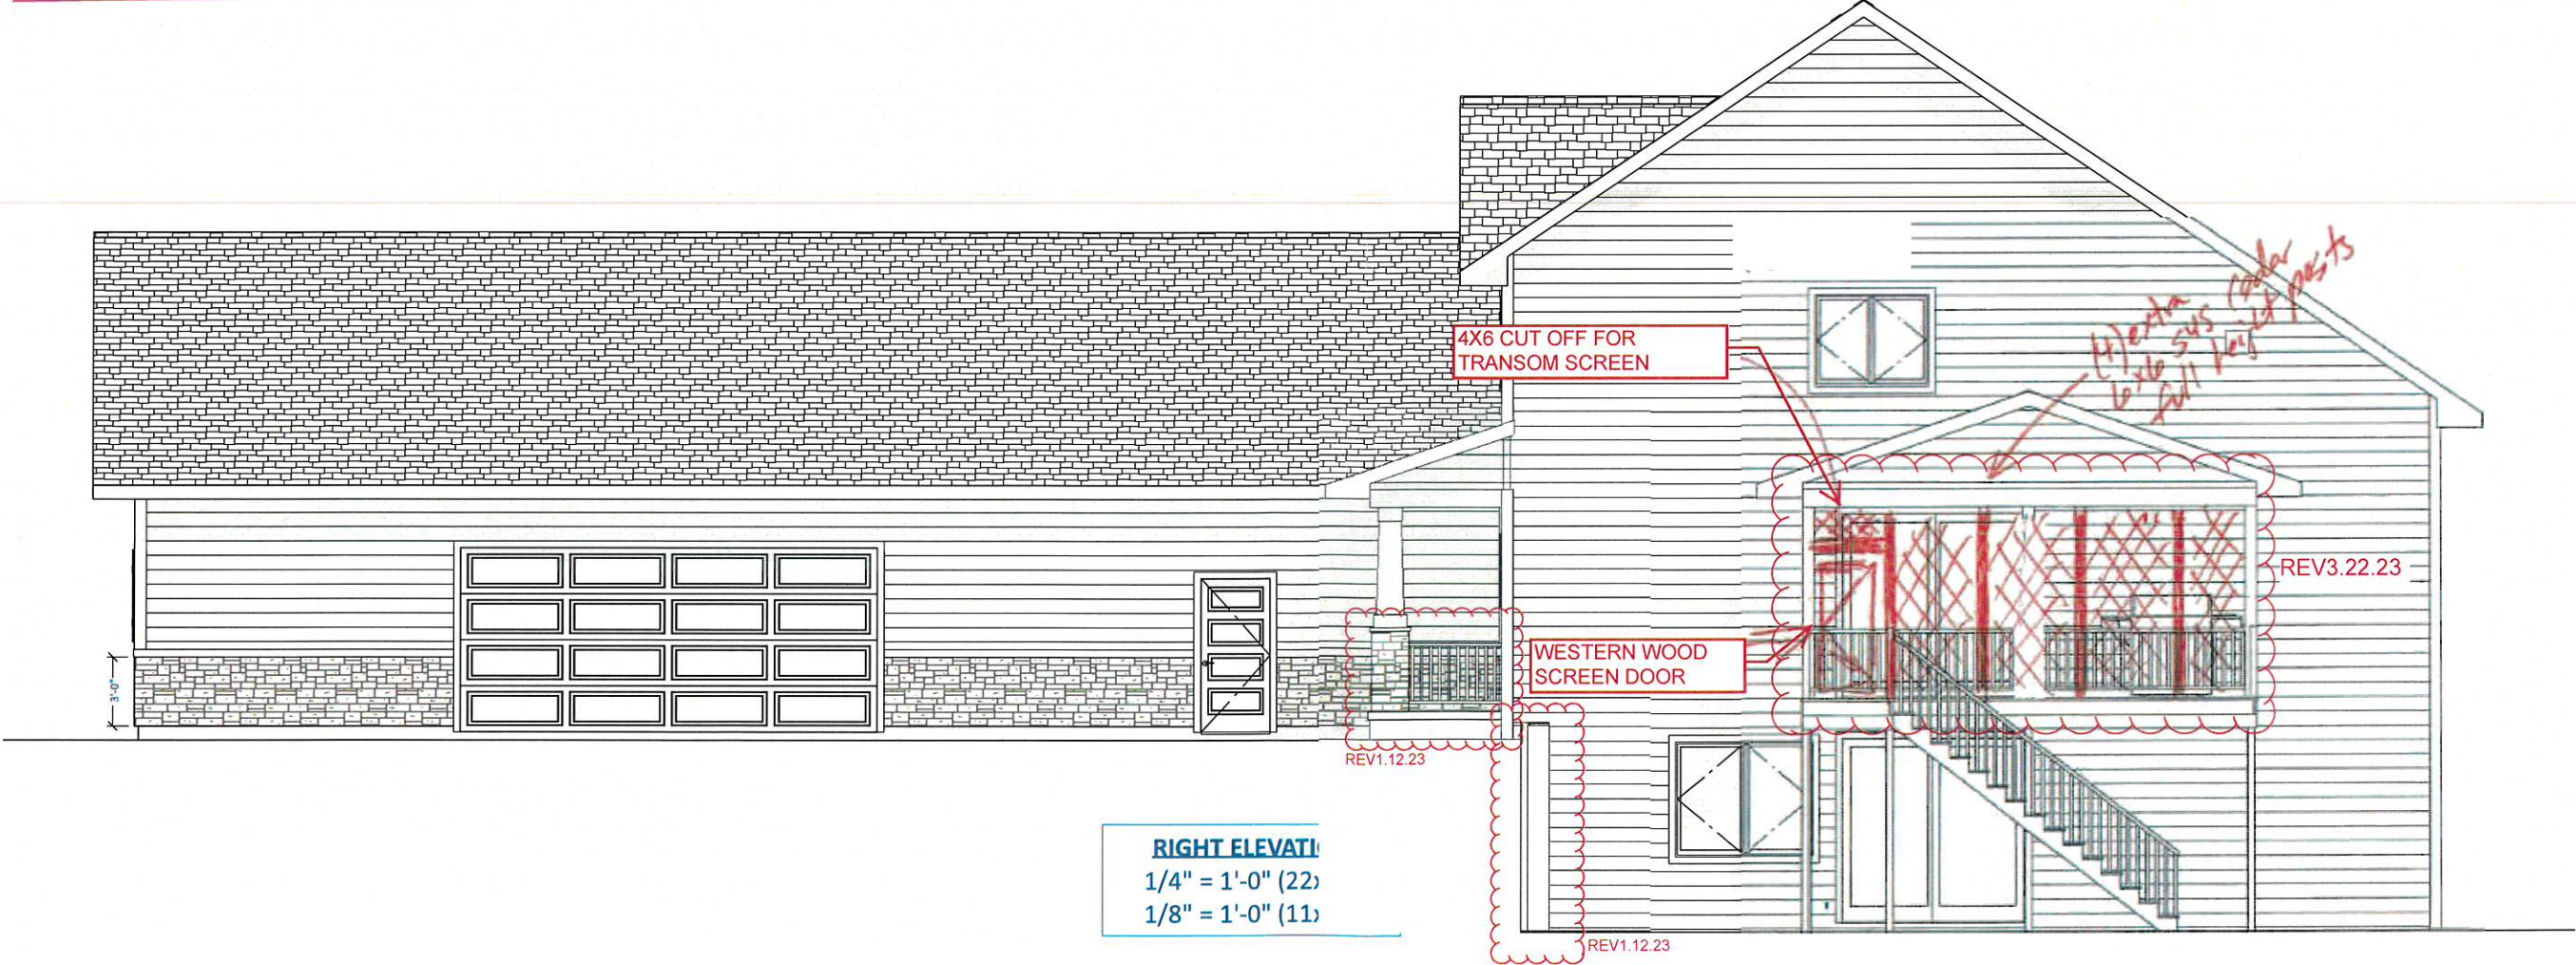 4X6 CUT OFF FOR
TRANSOM SCREEN
(4) extra
6x6 S4S Cedar
full height posts
REV3.22.23
WESTERN WOOD
SCREEN DOOR
3'-0"
REV1.12.23
RIGHT ELEVATI
1/4" = 1'-0" (22x
1/8" = 1'-0" (11x
REV1.12.23